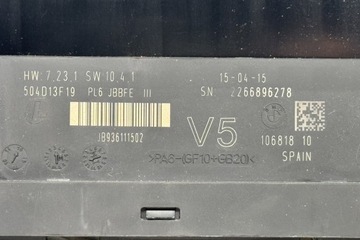 HW: 7.23.1 SW 10.4.1 15-04-15
504D13F19 PL6 JBBFE III SN: 2266896278
JB936111502
V5
106818 10
SPAIN
>PA6-(GF10+GB20)<